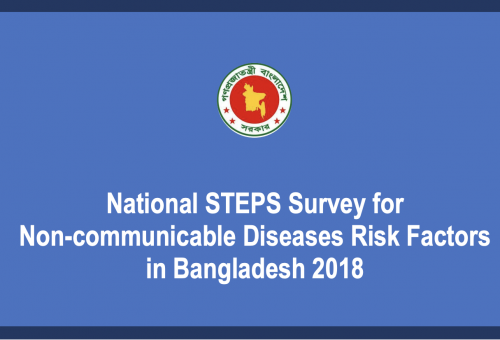 গণপ্রজাতন্ত্রী বাংলাদেশ
সরকার
National STEPS Survey for
Non-communicable Diseases Risk Factors
in Bangladesh 2018